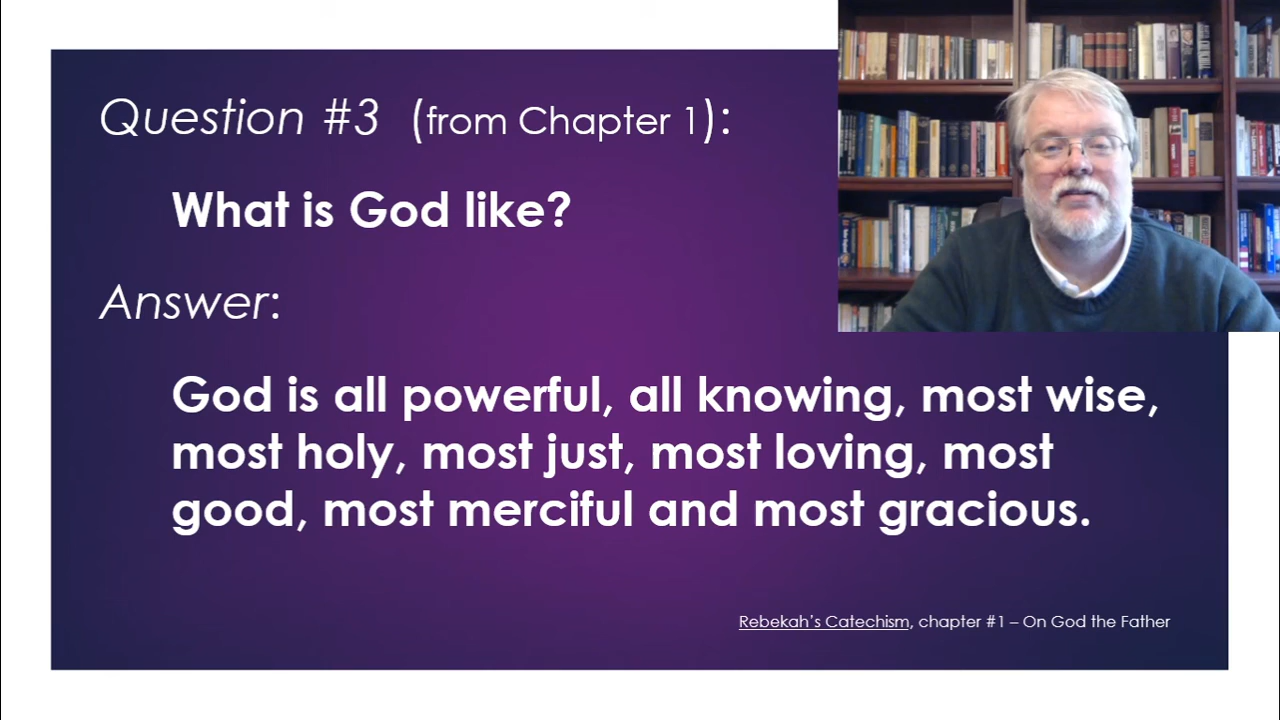 Question #3 (from Chapter 1):
What is God like?
Answer:
God is all powerful, all knowing, most wise,
most holy, most just, most loving, most
good, most merciful and most gracious.
Rebekah's Catechism, chapter #1 – On God the Father